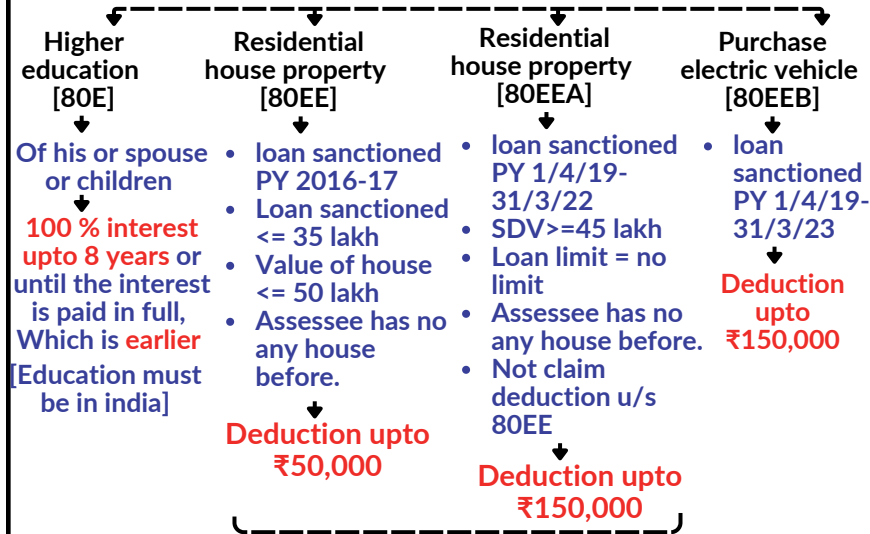 Higher
education
[80E]
Of his or spouse
or children
100 % interest
upto 8 years or
until the interest
is paid in full,
Which is earlier
[Education must
be in india]
Residential
house property
[80EE]
• loan sanctioned
PY 2016-17
• Loan sanctioned
<= 35 lakh
• Value of house
<= 50 lakh
• Assessee has no
any house
before.
Deduction upto
₹50,000
Residential
house property
[80EEA]
• loan sanctioned
PY 1/4/19-
31/3/22
• SDV>=45 lakh
• Loan limit = no
limit
• Assessee has no
any house before.
• Not claim
deduction u/s
80EE
Deduction upto
₹150,000
Purchase
electric vehicle
[80EEB]
• loan
sanctioned
PY 1/4/19-
31/3/23
Deduction
upto
₹150,000